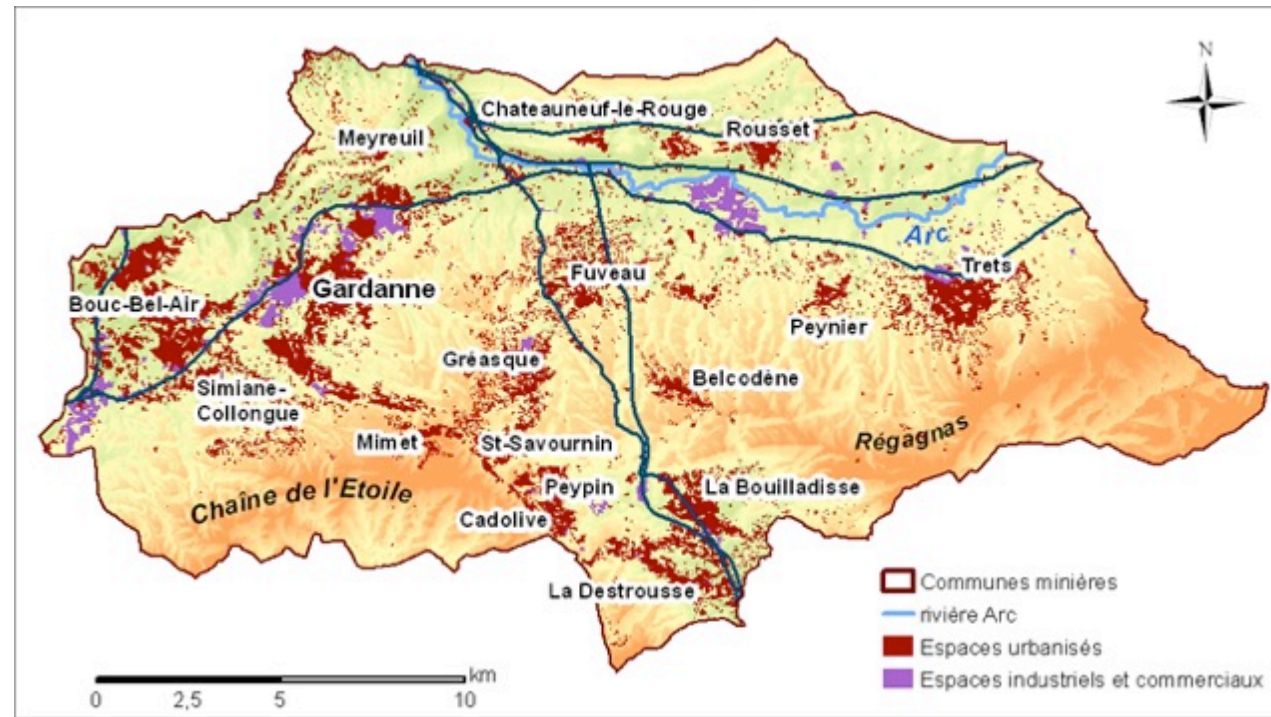 N
Chateauneuf-le-Rouge
Rousset
Meyreuil
Arc
Trets
Fuveau
Gardanne
Bouc-Bel-Air
Peynier
Gréasque
Belcodène
Simiane-
Collongue
Mimet
St-Savournin
Régagnas
Chaîne de l'Etoile
Peypin
La Bouilladisse
Cadolive
La Destrousse
Communes minières
rivière Arc
Espaces urbanisés
Espaces industriels et commerciaux
km
0 2,5 5 10